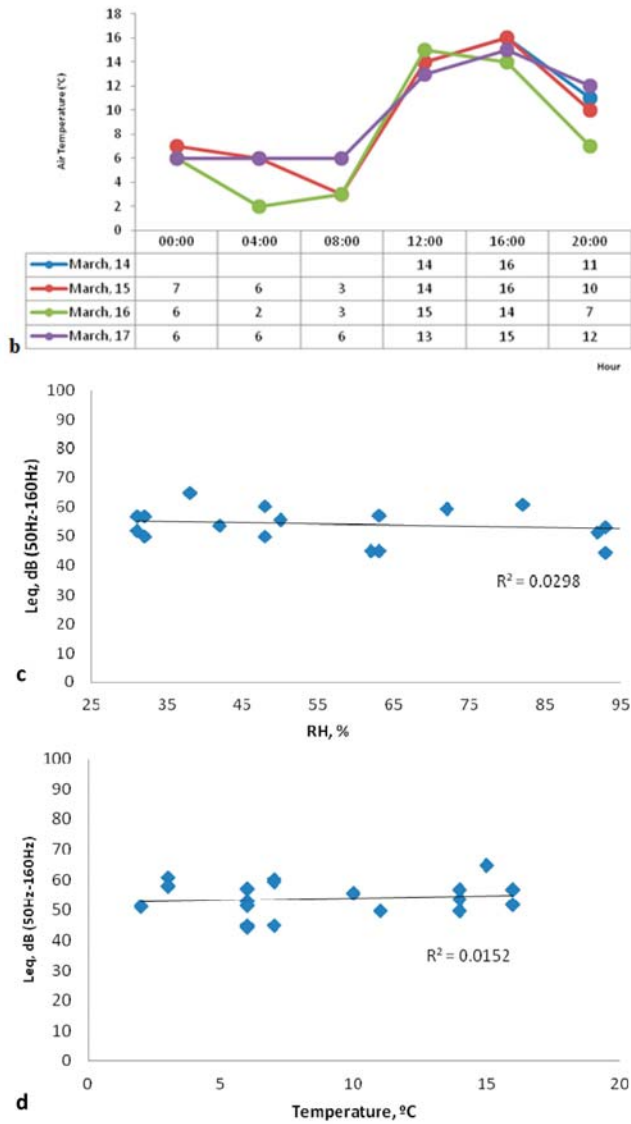 18
16
14
12
10
8
6
4
2
0
Air Temperature (°C)
00:00 04:00 08:00 12:00 16:00 20:00
March, 14 14 16 11
March, 15 7 6 3 14 16 10
March, 16 6 2 3 15 14 7
March, 17 6 6 6 13 15 12
b
Hour
100
90
80
70
60
50
40
30
20
10
0
Leq, dB (50Hz-160Hz)
R² = 0.0298
25 35 45 55 65 75 85 95
RH, %
c
100
90
80
70
60
50
40
30
20
10
0
Leq, dB (50Hz-160Hz)
R² = 0.0152
0 5 10 15 20
Temperature, ºC
d